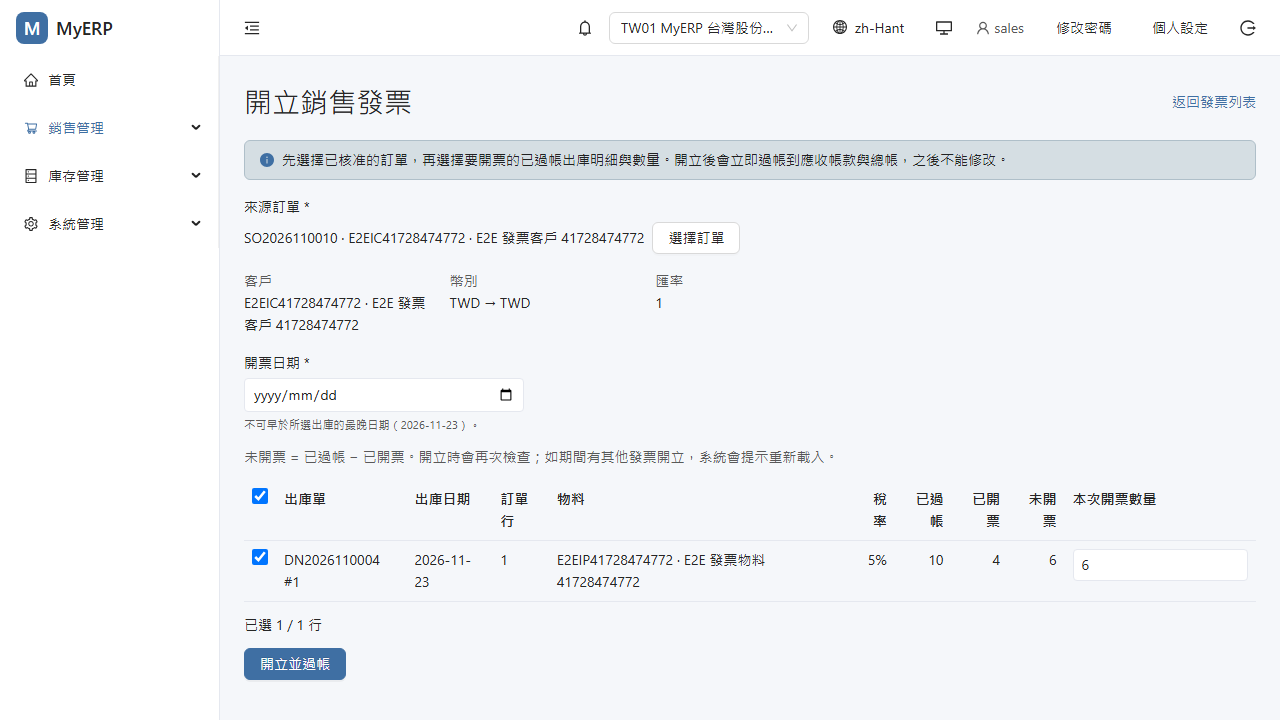 M MyERP
TW01 MyERP 台灣股份...
zh-Hant
sales
修改密碼
個人設定
首頁
銷售管理
庫存管理
系統管理
開立銷售發票
返回發票列表
先選擇已核准的訂單，再選擇要開票的已過帳出庫明細與數量。開立後會立即過帳到應收帳款與總帳，之後不能修改。
來源訂單 *
SO2026110010 · E2EIC41728474772 · E2E 發票客戶 41728474772
選擇訂單
客戶
幣別
匯率
E2EIC41728474772 · E2E 發票
客戶 41728474772
TWD → TWD
1
開票日期 *
yyyy/mm/dd
不可早於所選出庫的最晚日期（2026-11-23）。
未開票 = 已過帳 − 已開票。開立時會再次檢查；如期間有其他發票開立，系統會提示重新載入。
出庫單
出庫日期
訂單
行
物料
稅
率
已過
帳
已開
票
未開
票
本次開票數量
DN2026110004
#1
2026-11-
23
1
E2EIP41728474772 · E2E 發票物料
41728474772
5%
10
4
6
6
已選 1 / 1 行
開立並過帳